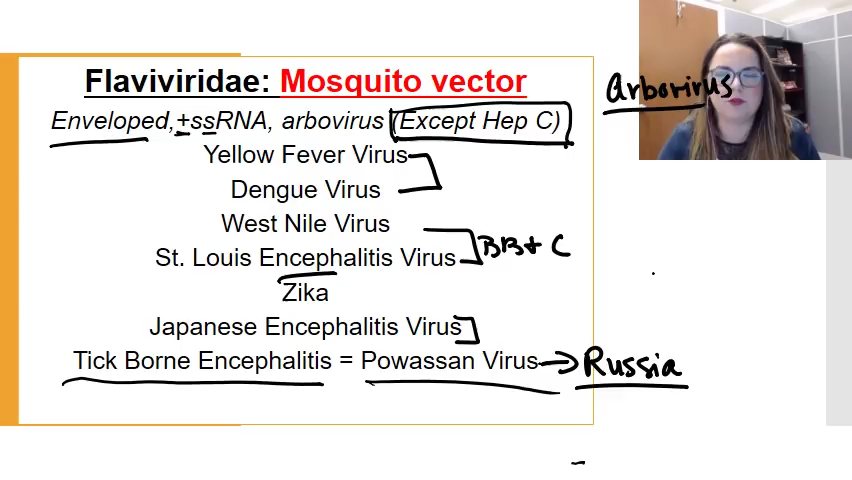 Flaviviridae: Mosquito vector
Arborirus
Enveloped,+ssRNA, arbovirus (Except Hep C)
Yellow Fever Virus
Dengue Virus
West Nile Virus
BB+ C
St. Louis Encephalitis Virus
Zika
Japanese Encephalitis Virus
Tick Borne Encephalitis = Powassan Virus → Russia